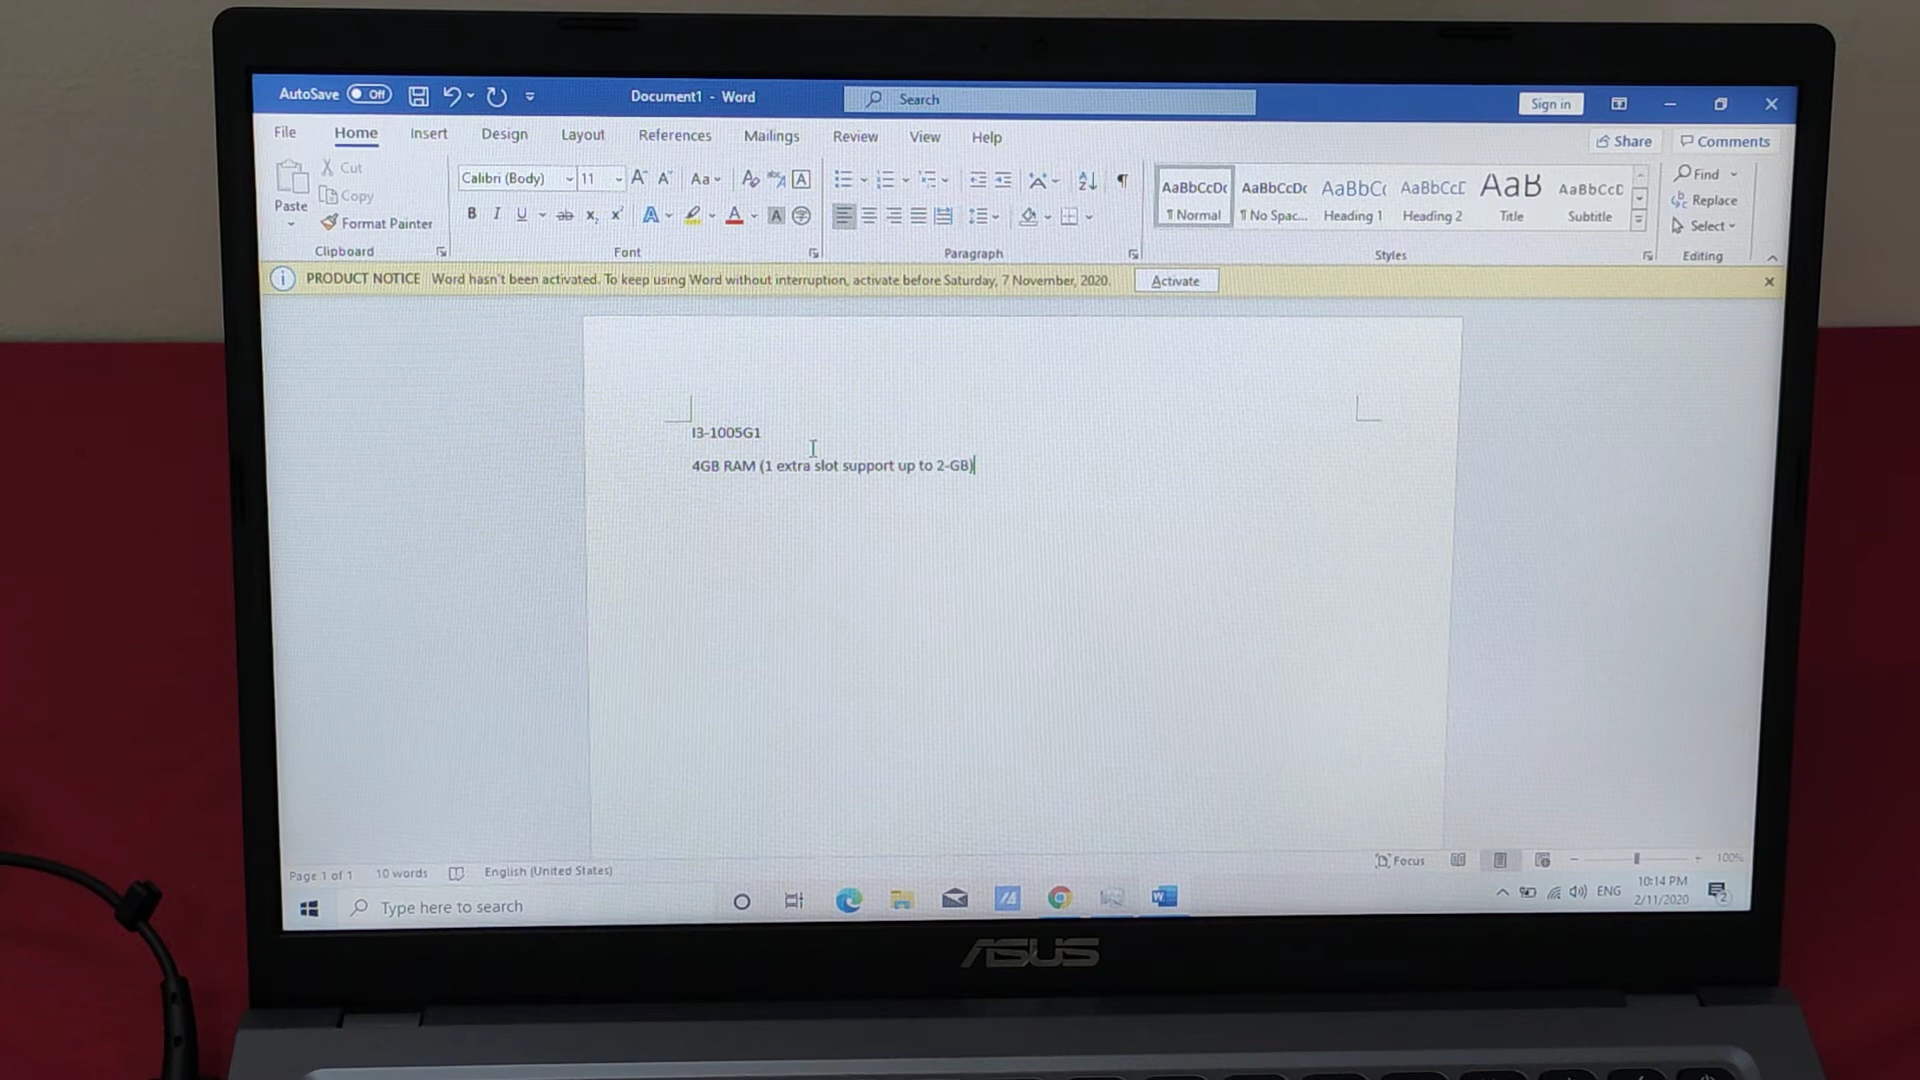 AutoSave Off Document1 - Word Search Sign in
File Home Insert Design Layout References Mailings Review View Help Share Comments
Paste Cut Copy Format Painter
Calibri (Body) 11 Aa
AaBbCcDc AaBbCcDc AaBbC AaBbCcD AaB AaBbCcD
¶ Normal ¶ No Spac... Heading 1 Heading 2 Title Subtitle
Find Replace Select
Clipboard Font Paragraph Styles Editing
PRODUCT NOTICE Word hasn't been activated. To keep using Word without interruption, activate before Saturday, 7 November, 2020. Activate
I3-1005G1
4GB RAM (1 extra slot support up to 2-GB)
Page 1 of 1 10 words English (United States) Focus 100%
Type here to search ENG 10:14 PM
2/11/2020
ASUS